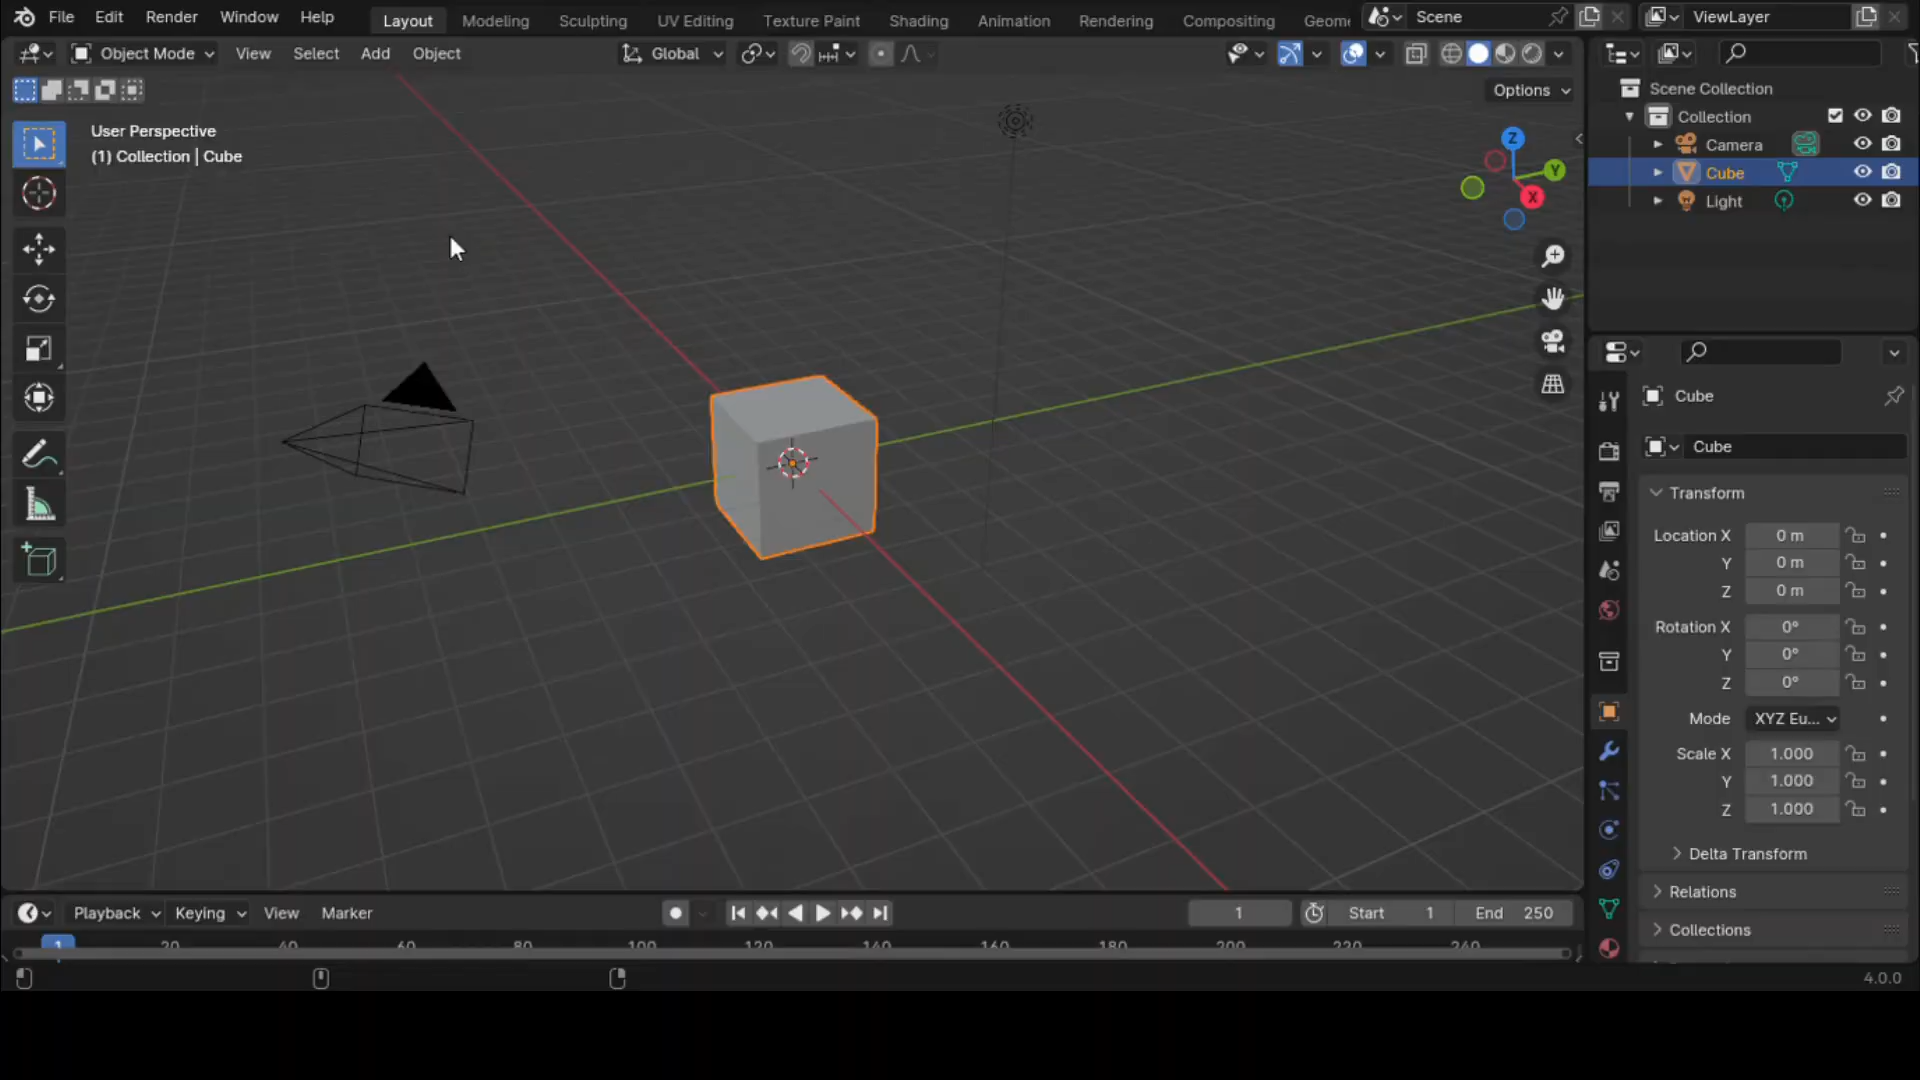 File Edit Render Window Help Layout Modeling Sculpting UV Editing Texture Paint Shading Animation Rendering Compositing Geome Scene ViewLayer
Object Mode View Select Add Object Global
Options
User Perspective
(1) Collection | Cube
Z
Y
X
Scene Collection
Collection
Camera
Cube
Light
Cube
Cube
Transform
Location X 0 m
Y 0 m
Z 0 m
Rotation X 0°
Y 0°
Z 0°
Mode XYZ Eu...
Scale X 1.000
Y 1.000
Z 1.000
Delta Transform
Relations
Collections
Playback Keying View Marker 1 Start 1 End 250
1 20 40 60 80 100 120 140 160 180 200 220 240
4.0.0